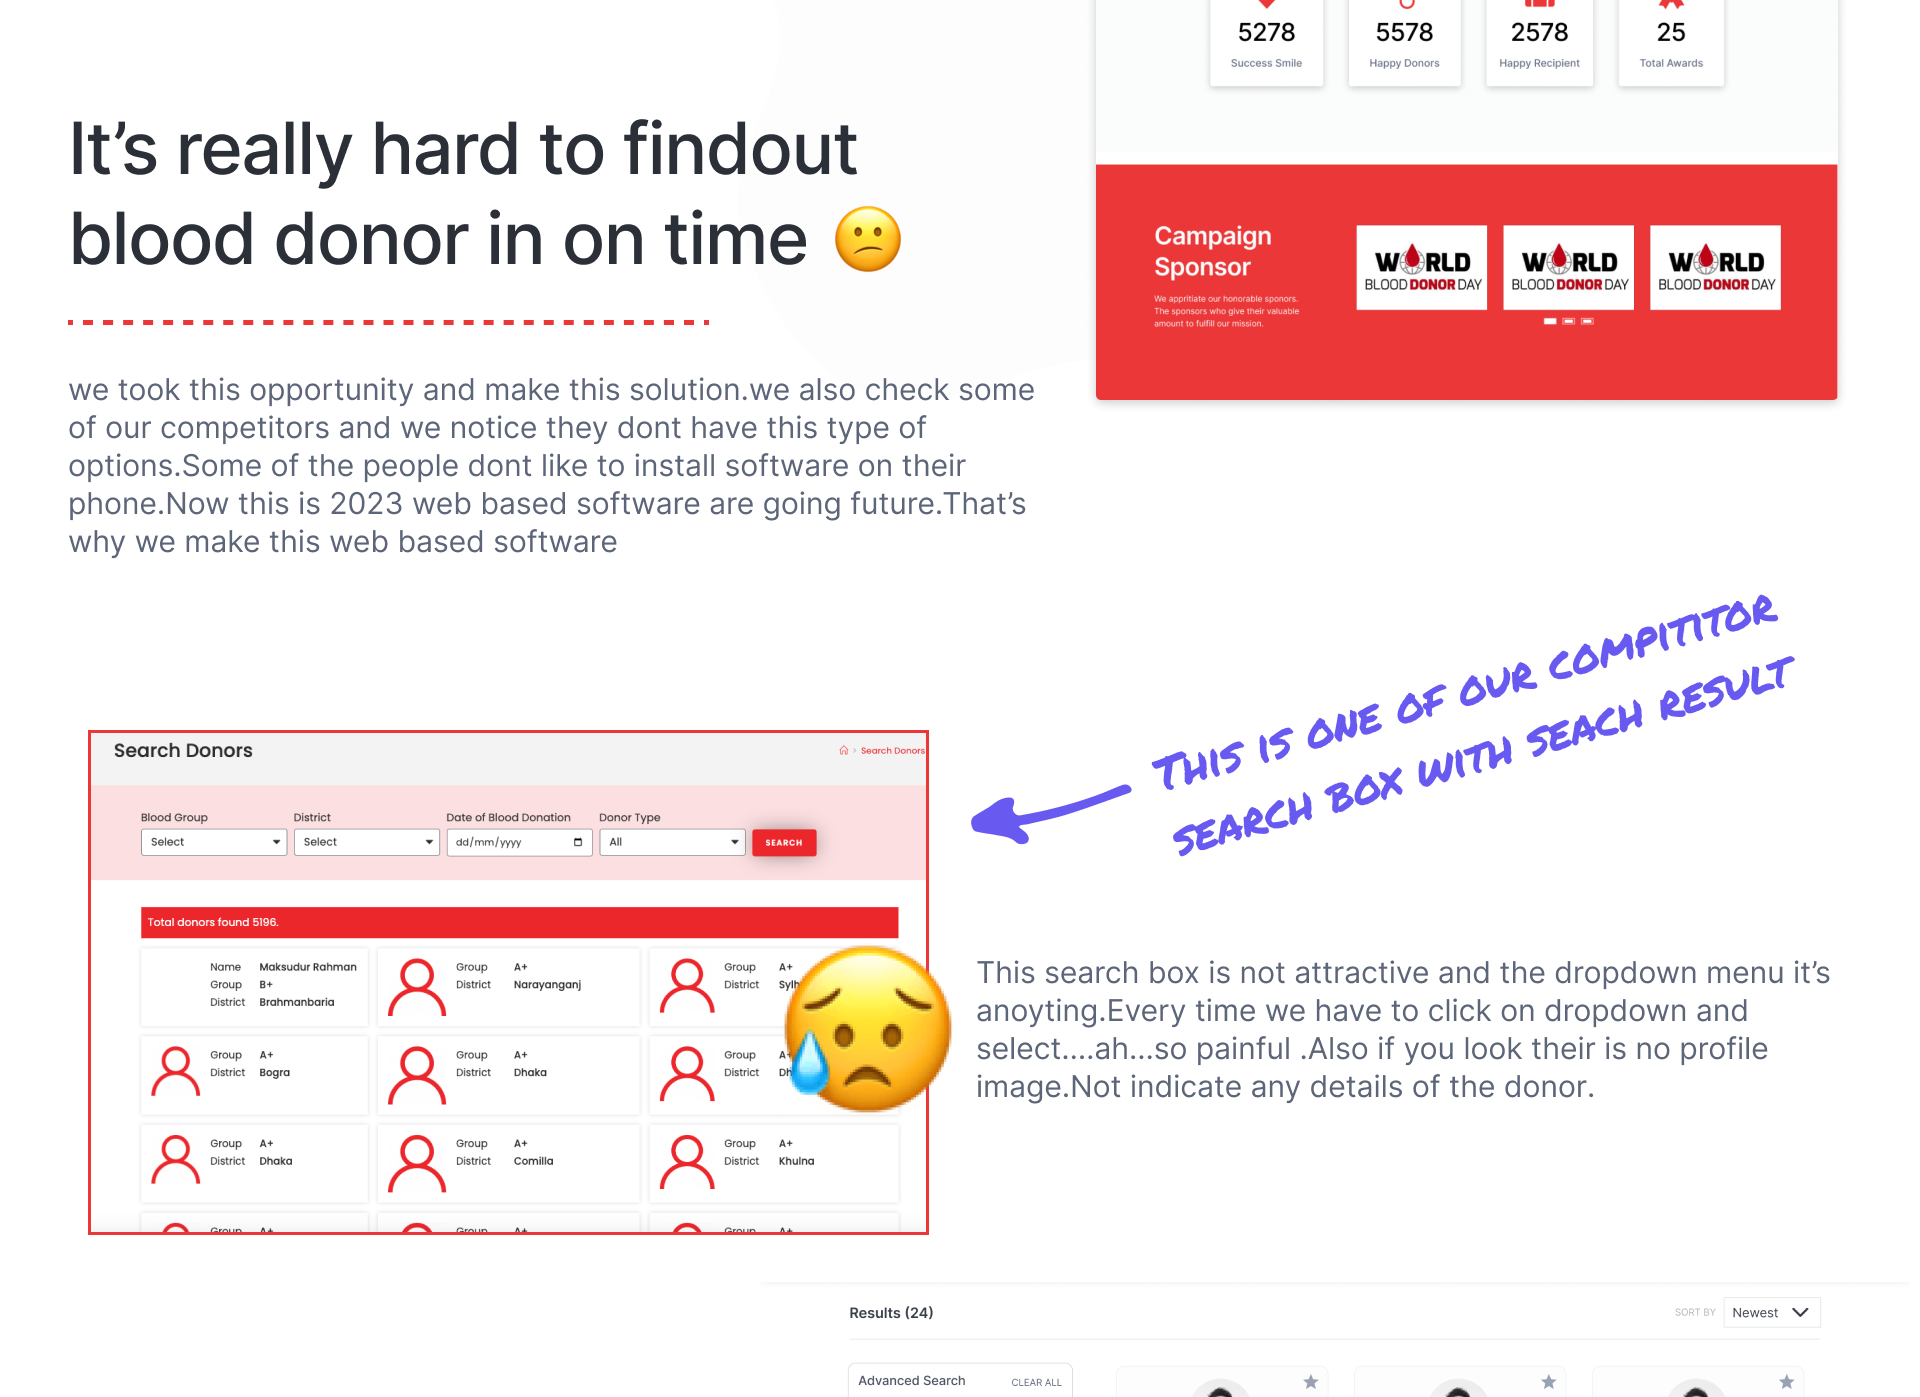 5278
Success Smile
5578
Happy Donors
2578
Happy Recipient
25
Total Awards
It’s really hard to findout
blood donor in on time
Campaign
Sponsor
We appritiate our honorable sponors.
The sponsors who give their valuable
amount to fulfill our mission.
WORLD
BLOOD DONOR DAY
WORLD
BLOOD DONOR DAY
WORLD
BLOOD DONOR DAY
we took this opportunity and make this solution.we also check some
of our competitors and we notice they dont have this type of
options.Some of the people dont like to install software on their
phone.Now this is 2023 web based software are going future.That’s
why we make this web based software
THIS IS ONE OF OUR COMPITITOR
SEARCH BOX WITH SEACH RESULT
Search Donors
> Search Donors
Blood Group
District
Date of Blood Donation
Donor Type
Select
Select
dd/mm/yyyy
All
SEARCH
Total donors found 5196.
Name Maksudur Rahman
Group B+
District Brahmanbaria
Group A+
District Narayanganj
Group A+
District
Group A+
District Bogra
Group A+
District Dhaka
Group
District
Group A+
District Dhaka
Group A+
District Comilla
Group A+
District Khulna
Group A+
Group A+
Group A+
This search box is not attractive and the dropdown menu it’s
anoyting.Every time we have to click on dropdown and
select....ah...so painful .Also if you look their is no profile
image.Not indicate any details of the donor.
Results (24)
SORT BY
Newest
Advanced Search
CLEAR ALL